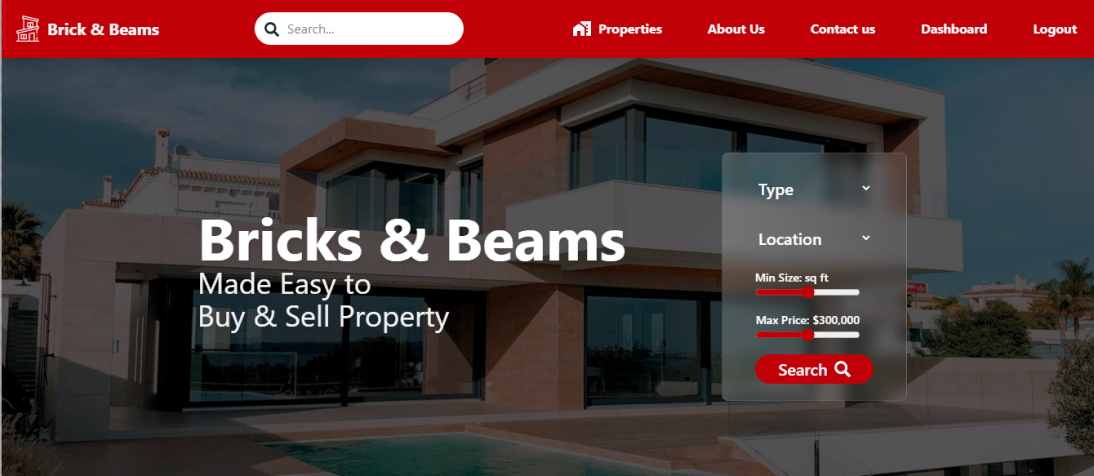 Brick & Beams
Search...
Properties
About Us
Contact us
Dashboard
Logout
Bricks & Beams
Made Easy to
Buy & Sell Property
Type
Location
Min Size: sq ft
Max Price: $300,000
Search